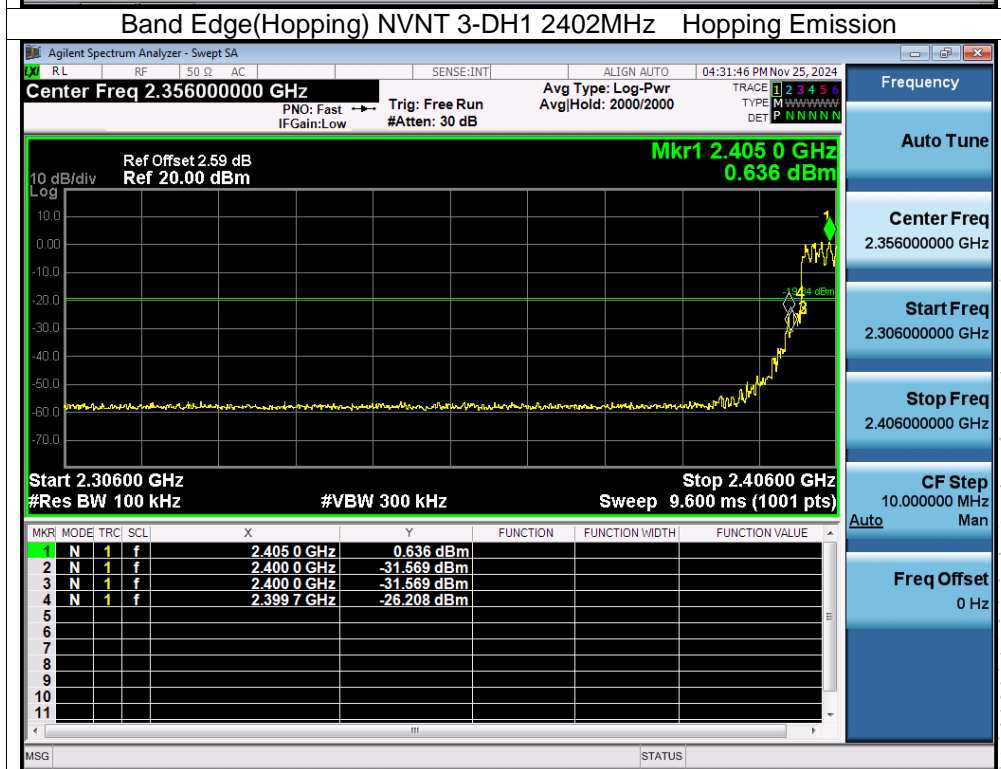 Band Edge(Hopping) NVNT 3-DH1 2402MHz Hopping Emission
Agilent Spectrum Analyzer - Swept SA
LXI RL RF 50 Ω AC SENSE:INT ALIGN AUTO 04:31:46 PM Nov 25, 2024
Center Freq 2.356000000 GHz
PNO: Fast
IFGain:Low
Trig: Free Run
#Atten: 30 dB
Avg Type: Log-Pwr
Avg|Hold: 2000/2000
TRACE 1 2 3 4 5 6
TYPE M WWWWW
DET P N N N N N
Mkr1 2.405 0 GHz
0.636 dBm
Ref Offset 2.59 dB
Ref 20.00 dBm
10 dB/div
Log
10.0
0.00
-10.0
-20.0
-30.0
-40.0
-50.0
-60.0
-70.0
1
4
Start 2.30600 GHz
Stop 2.40600 GHz
#Res BW 100 kHz
#VBW 300 kHz
Sweep 9.600 ms (1001 pts)
MKR MODE TRC SCL X Y FUNCTION FUNCTION WIDTH FUNCTION VALUE
1 N 1 f 2.405 0 GHz 0.636 dBm
2 N 1 f 2.400 0 GHz -31.569 dBm
3 N 1 f 2.400 0 GHz -31.569 dBm
4 N 1 f 2.399 7 GHz -26.208 dBm
5
6
7
8
9
10
11
MSG
STATUS
Frequency
Auto Tune
Center Freq
2.356000000 GHz
Start Freq
2.306000000 GHz
Stop Freq
2.406000000 GHz
CF Step
10.000000 MHz
Auto Man
Freq Offset
0 Hz